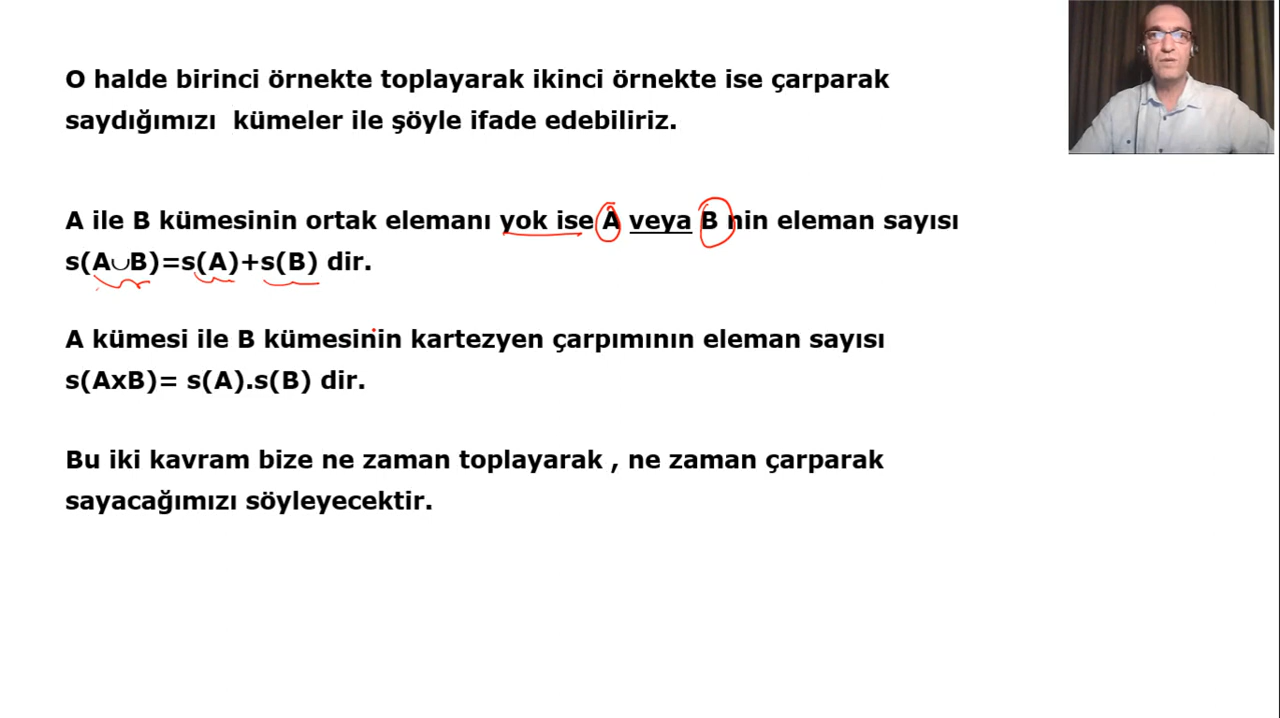 O halde birinci örnekte toplayarak ikinci örnekte ise çarparak
saydığımızı kümeler ile şöyle ifade edebiliriz.
A ile B kümesinin ortak elemanı yok ise A veya B nin eleman sayısı
s(A∪B)=s(A)+s(B) dir.
A kümesi ile B kümesinin kartezyen çarpımının eleman sayısı
s(AxB)= s(A).s(B) dir.
Bu iki kavram bize ne zaman toplayarak , ne zaman çarparak
sayacağımızı söyleyecektir.